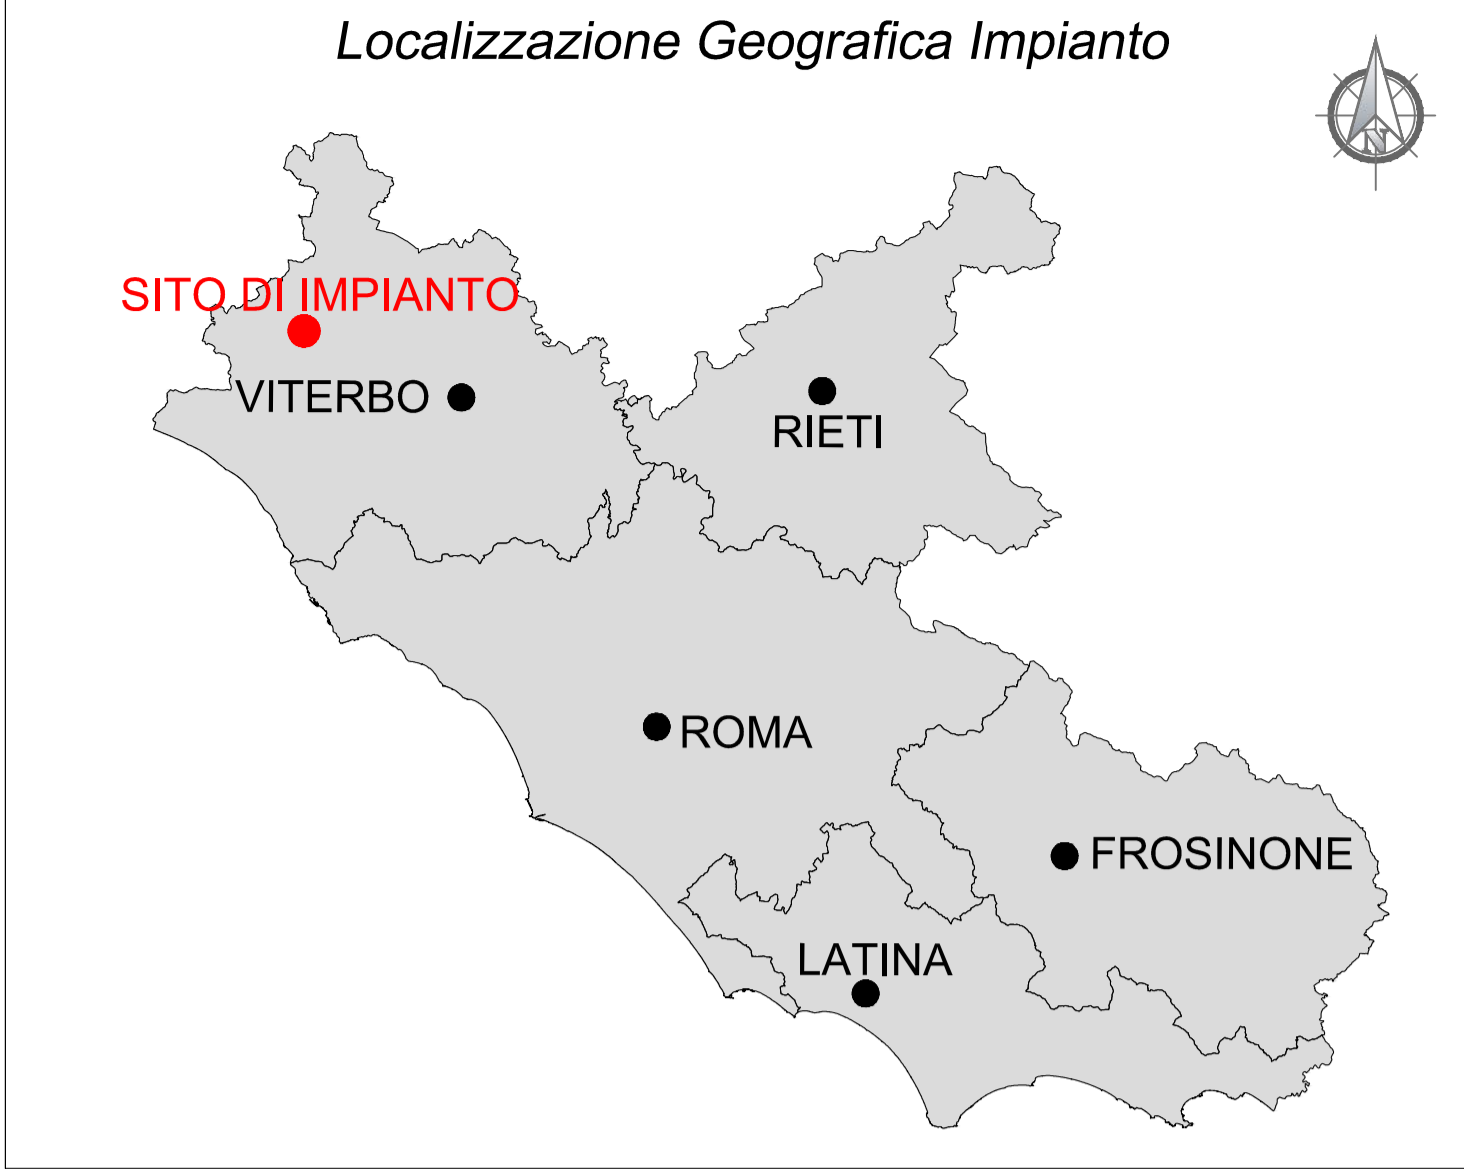 Localizzazione Geografica Impianto
N
SITO DI IMPIANTO
VITERBO
RIETI
ROMA
FROSINONE
LATINA